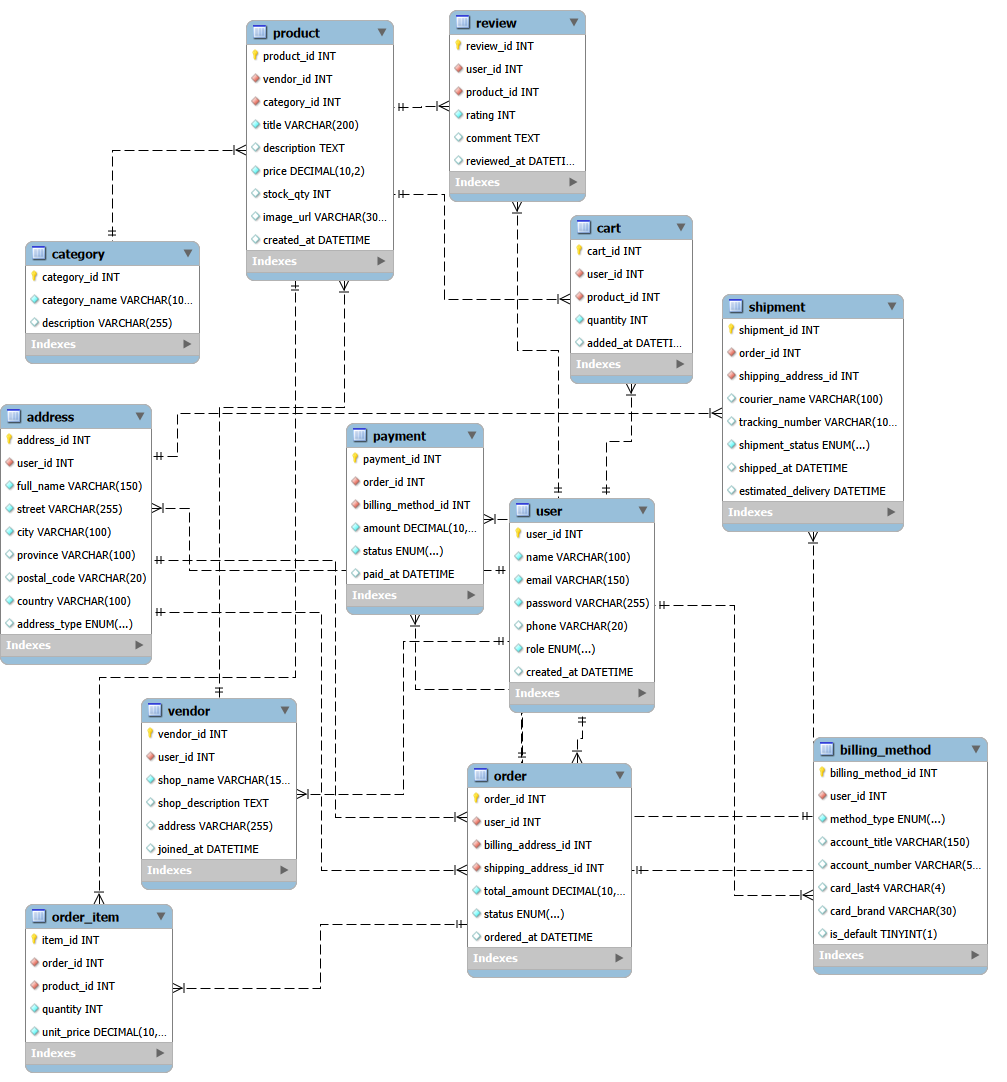 product
product_id INT
vendor_id INT
category_id INT
title VARCHAR(200)
description TEXT
price DECIMAL(10,2)
stock_qty INT
image_url VARCHAR(30...
created_at DATETIME
Indexes
review
review_id INT
user_id INT
product_id INT
rating INT
comment TEXT
reviewed_at DATETI...
Indexes
category
category_id INT
category_name VARCHAR(10...
description VARCHAR(255)
Indexes
cart
cart_id INT
user_id INT
product_id INT
quantity INT
added_at DATETI...
Indexes
shipment
shipment_id INT
order_id INT
shipping_address_id INT
courier_name VARCHAR(100)
tracking_number VARCHAR(10...
shipment_status ENUM(...)
shipped_at DATETIME
estimated_delivery DATETIME
Indexes
address
address_id INT
user_id INT
full_name VARCHAR(150)
street VARCHAR(255)
city VARCHAR(100)
province VARCHAR(100)
postal_code VARCHAR(20)
country VARCHAR(100)
address_type ENUM(...)
Indexes
payment
payment_id INT
order_id INT
billing_method_id INT
amount DECIMAL(10,...
status ENUM(...)
paid_at DATETIME
Indexes
user
user_id INT
name VARCHAR(100)
email VARCHAR(150)
password VARCHAR(255)
phone VARCHAR(20)
role ENUM(...)
created_at DATETIME
Indexes
vendor
vendor_id INT
user_id INT
shop_name VARCHAR(15...
shop_description TEXT
address VARCHAR(255)
joined_at DATETIME
Indexes
order
order_id INT
user_id INT
billing_address_id INT
shipping_address_id INT
total_amount DECIMAL(10,...
status ENUM(...)
ordered_at DATETIME
Indexes
billing_method
billing_method_id INT
user_id INT
method_type ENUM(...)
account_title VARCHAR(150)
account_number VARCHAR(5...
card_last4 VARCHAR(4)
card_brand VARCHAR(30)
is_default TINYINT(1)
Indexes
order_item
item_id INT
order_id INT
product_id INT
quantity INT
unit_price DECIMAL(10,...
Indexes